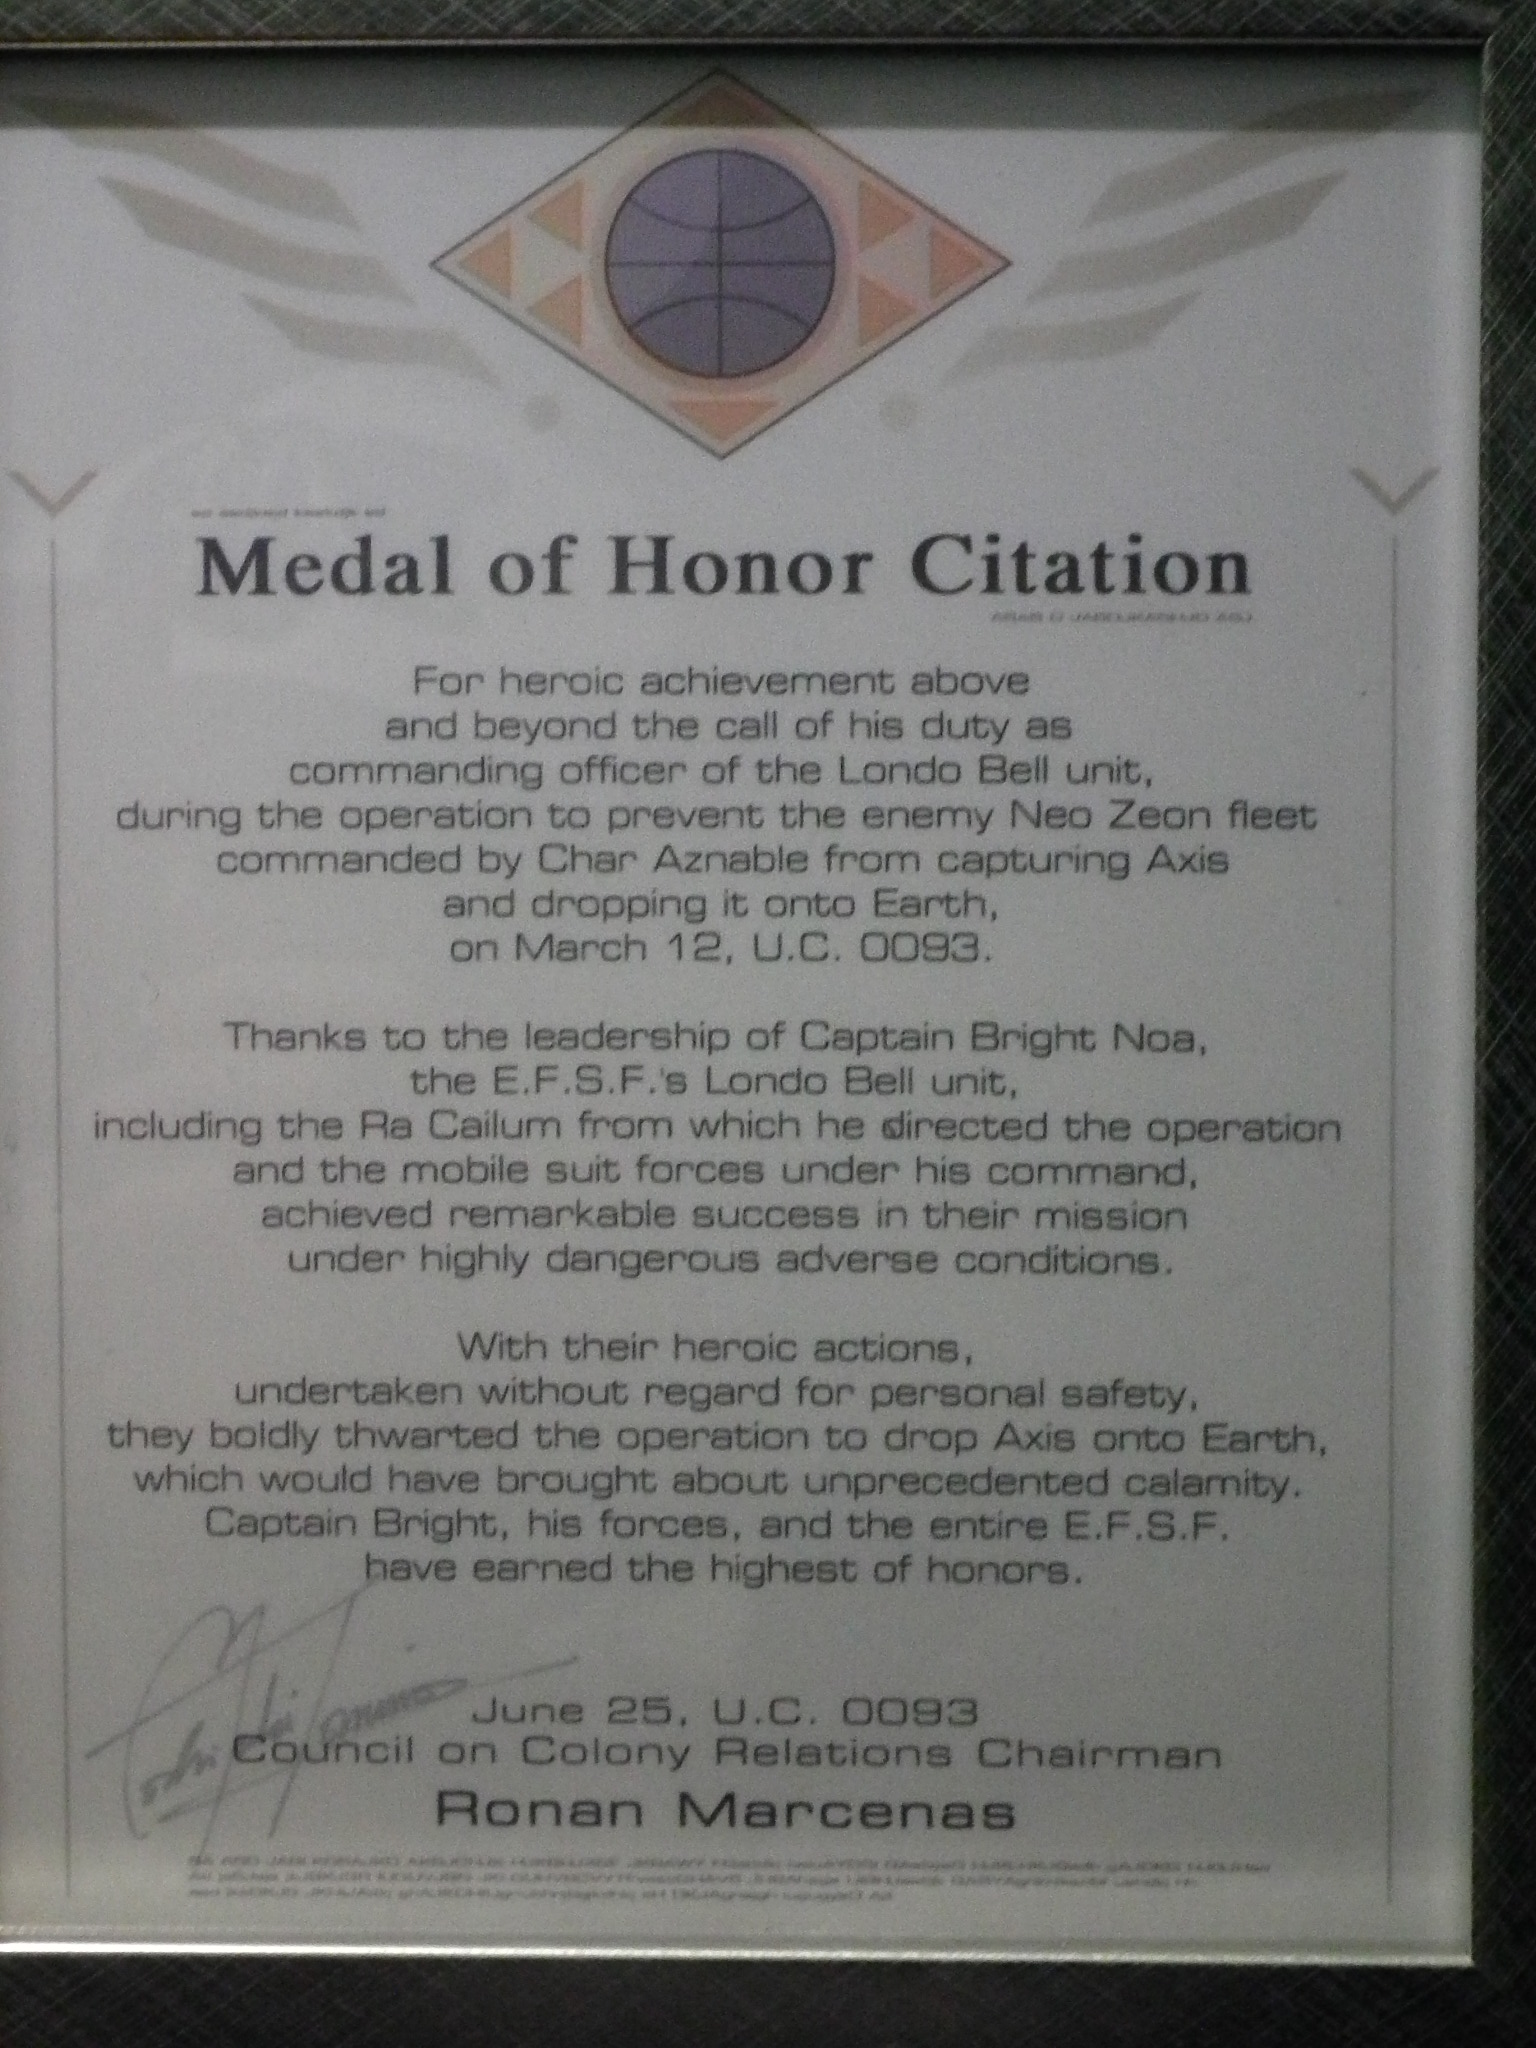 Medal of Honor Citation
For heroic achievement above
and beyond the call of his duty as
commanding officer of the Londo Bell unit,
during the operation to prevent the enemy Neo Zeon fleet
commanded by Char Aznable from capturing Axis
and dropping it onto Earth,
on March 12, U.C. 0093.
Thanks to the leadership of Captain Bright Noa,
the E.F.S.F.'s Londo Bell unit,
including the Ra Cailum from which he directed the operation
and the mobile suit forces under his command,
achieved remarkable success in their mission
under highly dangerous adverse conditions.
With their heroic actions,
undertaken without regard for personal safety,
they boldly thwarted the operation to drop Axis onto Earth,
which would have brought about unprecedented calamity.
Captain Bright, his forces, and the entire E.F.S.F.
have earned the highest of honors.
June 25, U.C. 0093
Council on Colony Relations Chairman
Ronan Marcenas